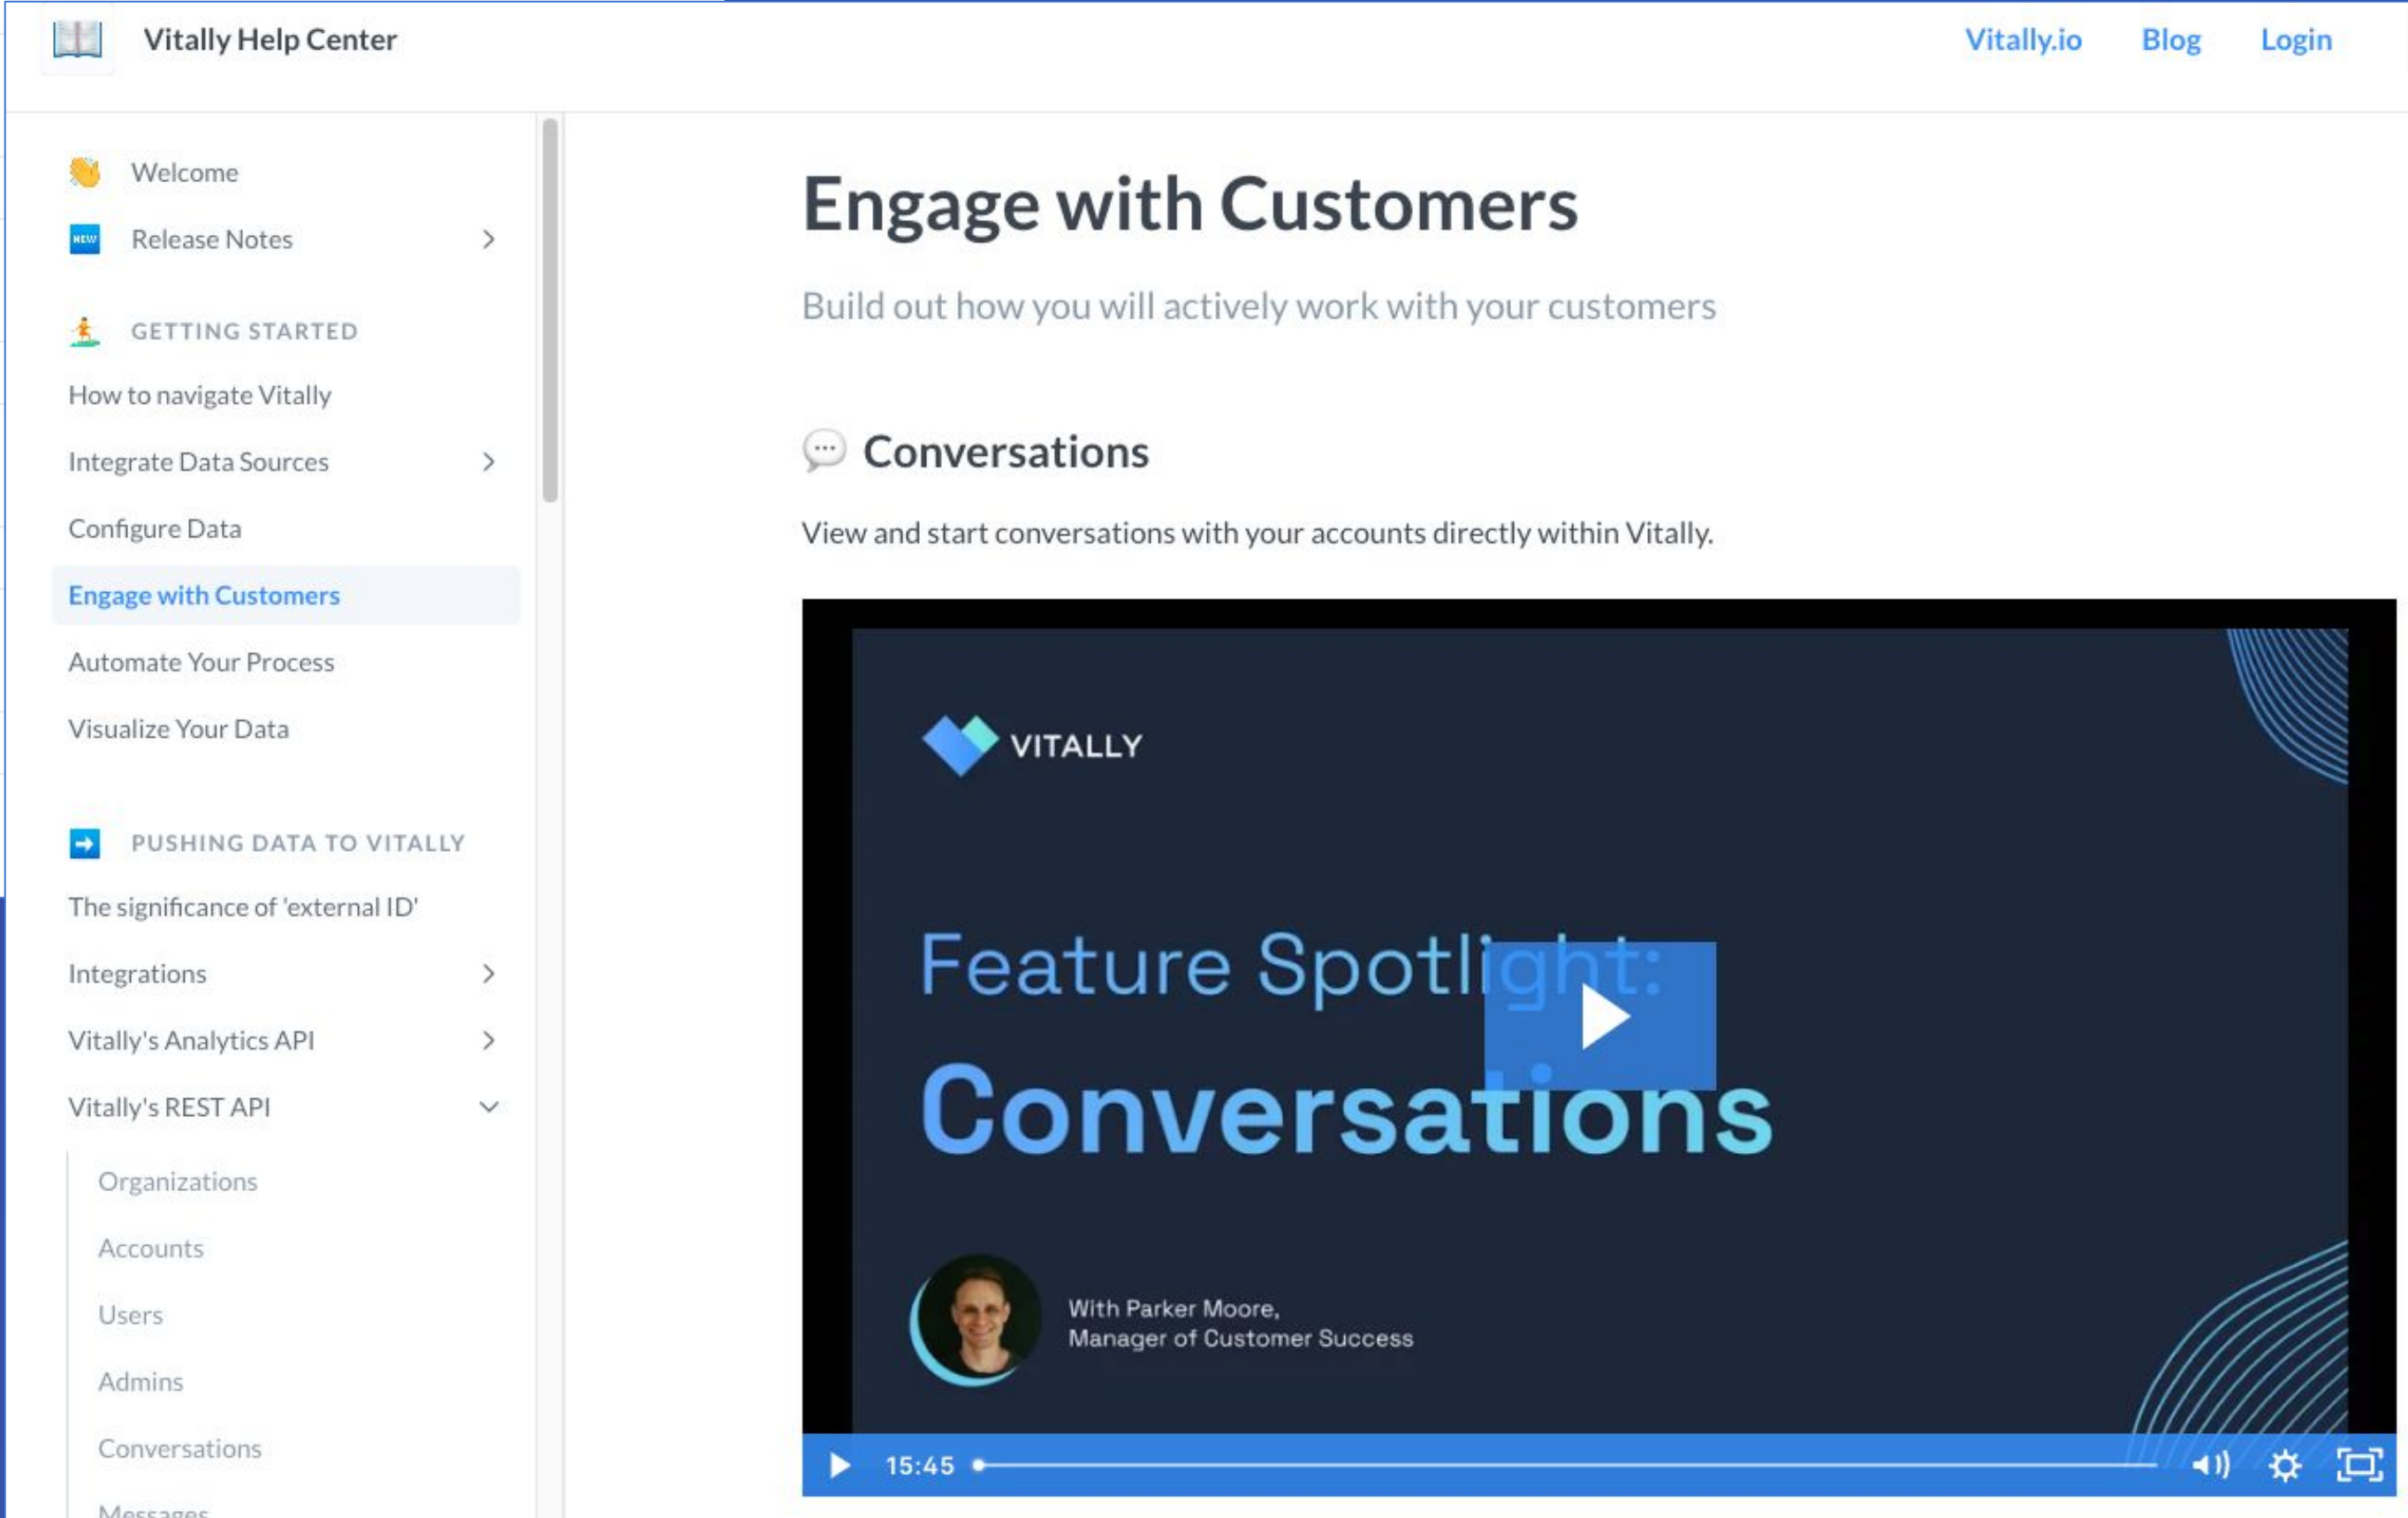 Vitally Help Center
Vitally.io
Blog
Login
Welcome
NEW
Release Notes
GETTING STARTED
How to navigate Vitally
Integrate Data Sources
Configure Data
Engage with Customers
Automate Your Process
Visualize Your Data
PUSHING DATA TO VITALLY
The significance of 'external ID'
Integrations
Vitally's Analytics API
Vitally's REST API
Organizations
Accounts
Users
Admins
Conversations
Messages
Engage with Customers
Build out how you will actively work with your customers
Conversations
View and start conversations with your accounts directly within Vitally.
VITALLY
Feature Spotlight:
Conversations
With Parker Moore,
Manager of Customer Success
15:45